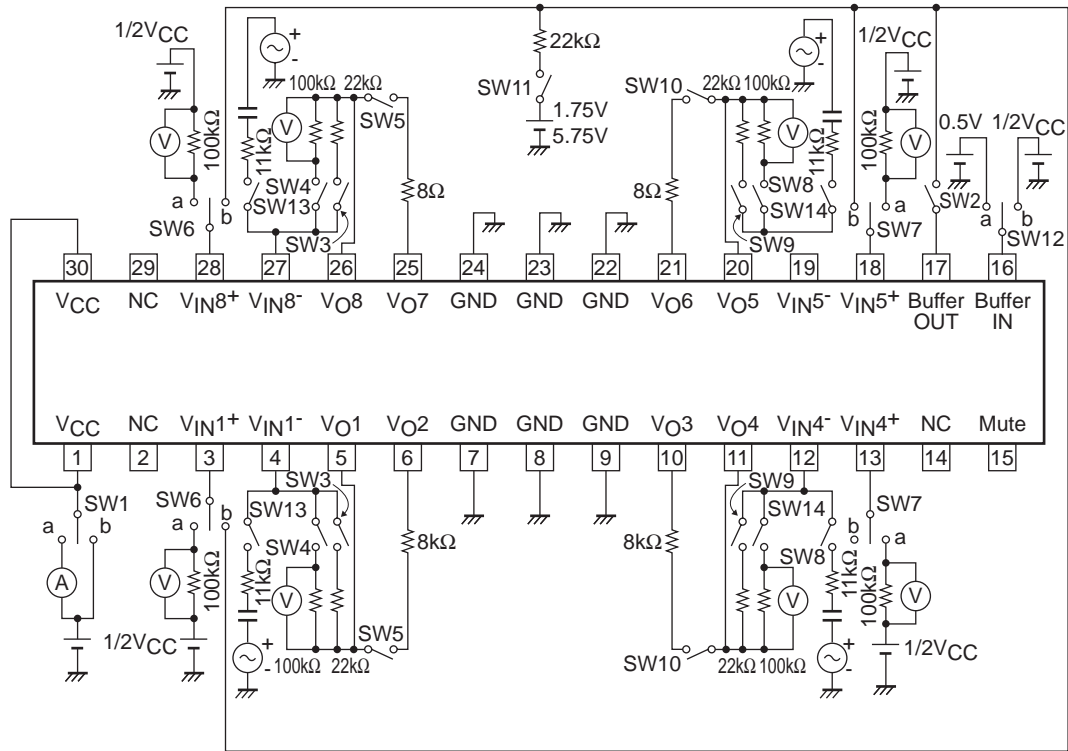 1/2VCC
+
-
22kΩ
+
-
1/2VCC
100kΩ 22kΩ
SW11
SW10
22kΩ 100kΩ
V
100kΩ
V
SW5
1.75V
5.75V
V
100kΩ
V
0.5V 1/2VCC
11kΩ
8Ω
8Ω
11kΩ
a
SW4
SW13
SW8
SW14
a
SW2
a
b
SW6
b
SW3
SW9
b
SW7
SW12
30 29 28 27 26 25 24 23 22 21 20 19 18 17 16
VCC NC VIN8+ VIN8- VO8 VO7 GND GND GND VO6 VO5 VIN5- VIN5+ Buffer OUT Buffer IN
VCC NC VIN1+ VIN1- VO1 VO2 GND GND GND VO3 VO4 VIN4- VIN4+ NC Mute
1 2 3 4 5 6 7 8 9 10 11 12 13 14 15
SW1
SW6
SW3
SW9
SW7
a
b
a
b
SW13
SW14
b
a
SW4
8kΩ
8kΩ
SW8
A
V
100kΩ
11kΩ
V
V
11kΩ
100kΩ
V
1/2VCC
+
-
100kΩ 22kΩ
SW5
SW10
22kΩ 100kΩ
+
-
1/2VCC